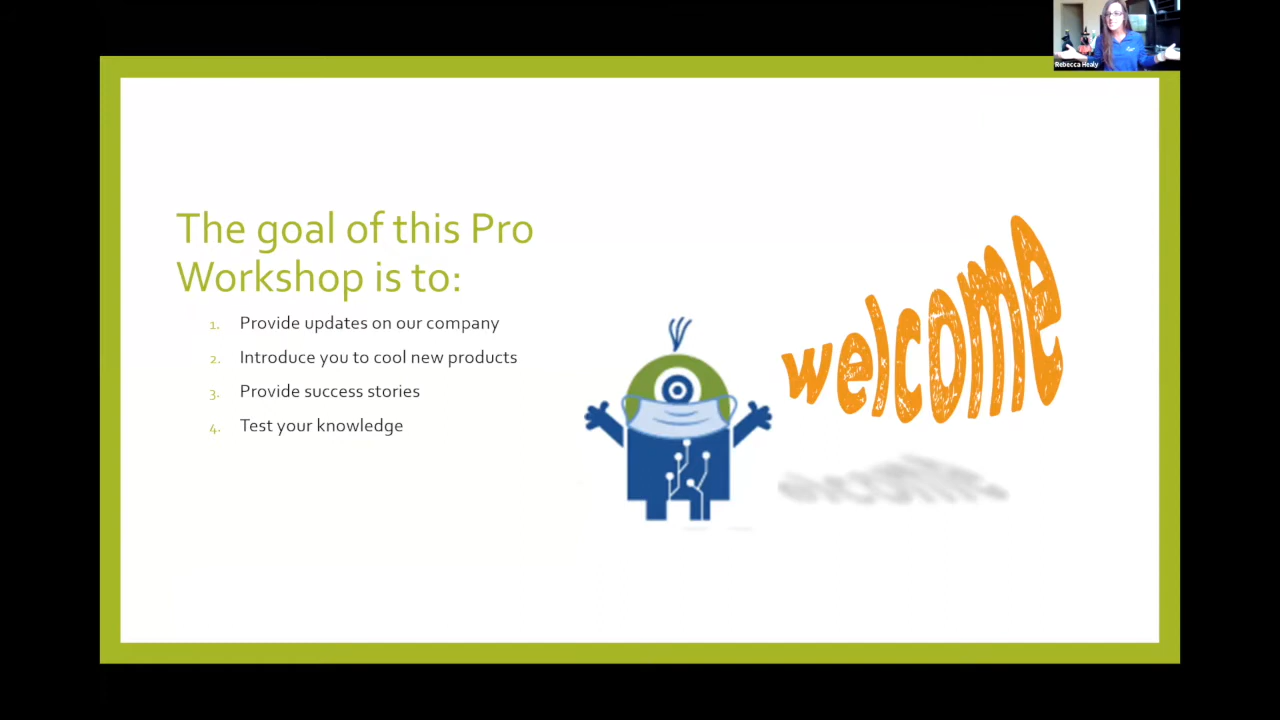 Rebecca Healy
The goal of this Pro
Workshop is to:
1. Provide updates on our company
2. Introduce you to cool new products
3. Provide success stories
4. Test your knowledge
welcome